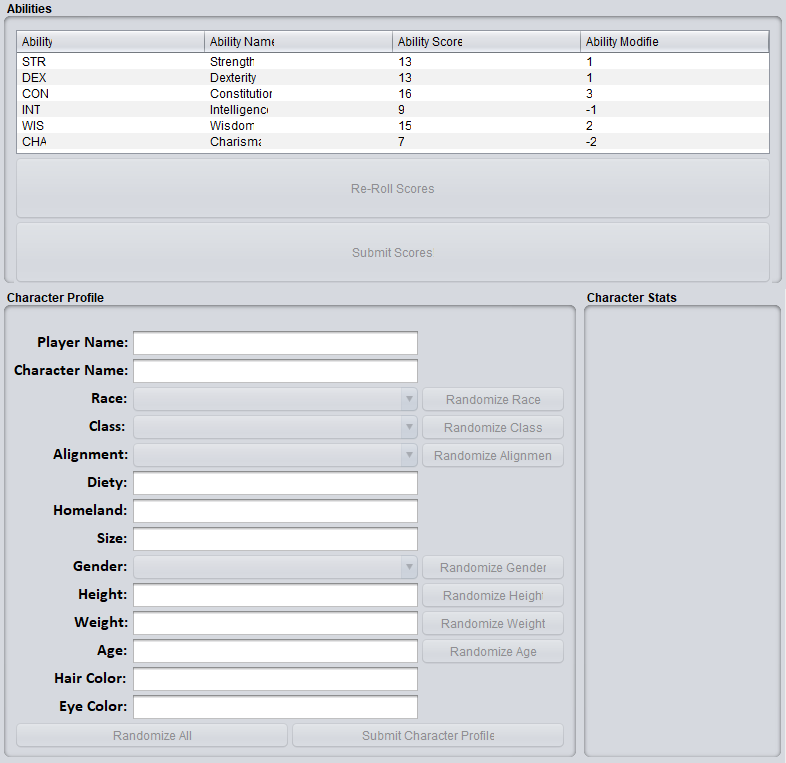 Abilities
Ability Ability Name Ability Score Ability Modifie
STR Strength 13 1
DEX Dexterity 13 1
CON Constitution 16 3
INT Intelligence 9 -1
WIS Wisdom 15 2
CHA Charisma 7 -2
Re-Roll Scores
Submit Scores
Character Profile
Player Name:
Character Name:
Race: Randomize Race
Class: Randomize Class
Alignment: Randomize Alignmen
Diety:
Homeland:
Size:
Gender: Randomize Gender
Height: Randomize Height
Weight: Randomize Weight
Age: Randomize Age
Hair Color:
Eye Color:
Randomize All Submit Character Profile
Character Stats